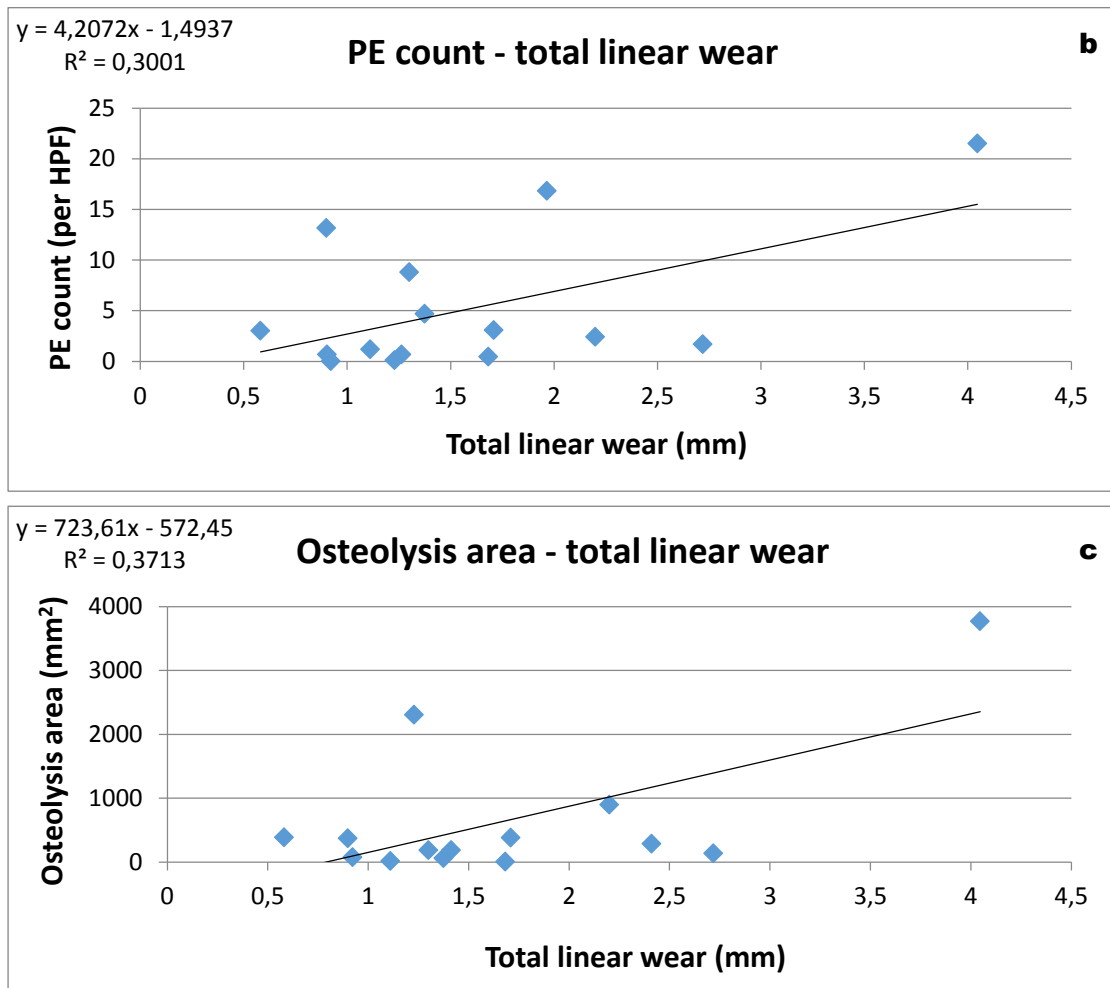 y = 4,2072x - 1,4937
R² = 0,3001
PE count - total linear wear
b
PE count (per HPF)
25
20
15
10
5
0
0 0,5 1 1,5 2 2,5 3 3,5 4 4,5
Total linear wear (mm)
y = 723,61x - 572,45
R² = 0,3713
Osteolysis area - total linear wear
c
Osteolysis area (mm²)
4000
3000
2000
1000
0
0 0,5 1 1,5 2 2,5 3 3,5 4 4,5
Total linear wear (mm)